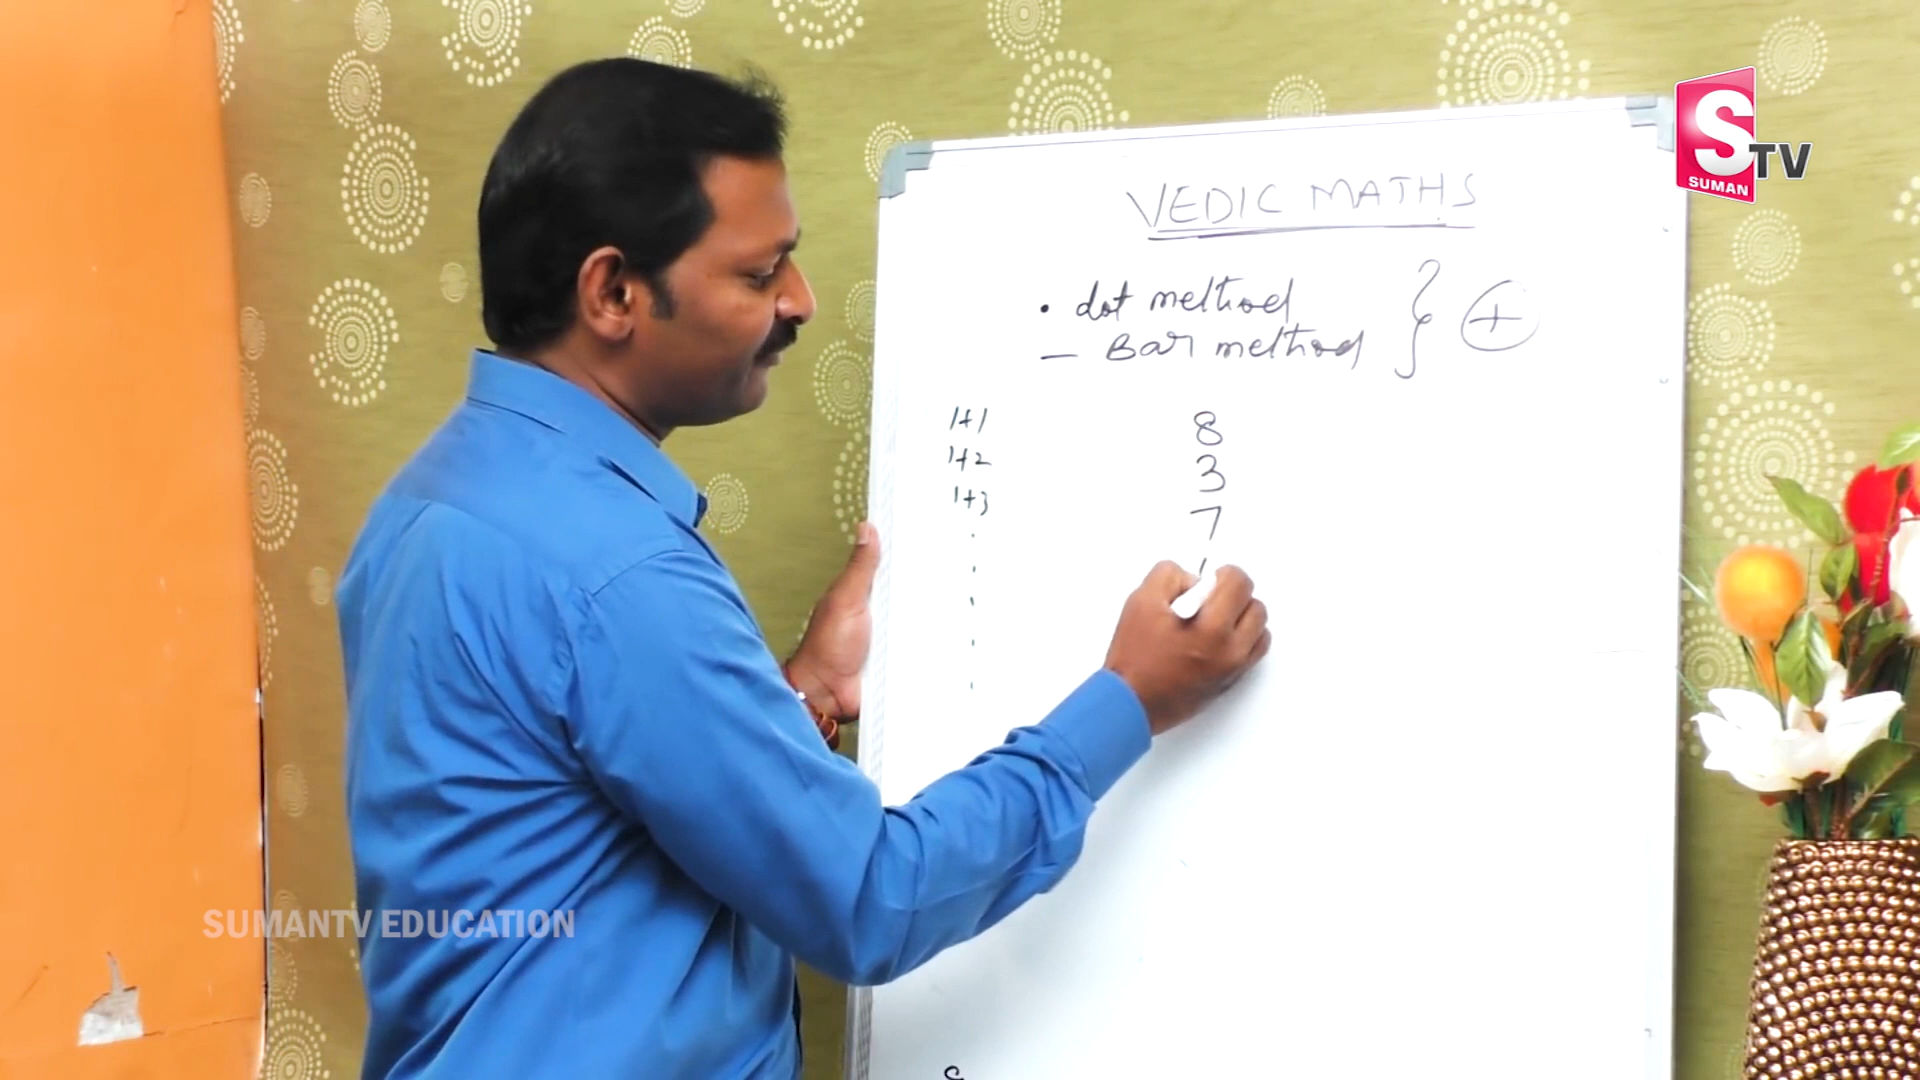 S TV
SUMAN
VEDIC MATHS
• dot method
— Bar method } +
1+1
1+2
1+3
8
3
7
SUMANTV EDUCATION